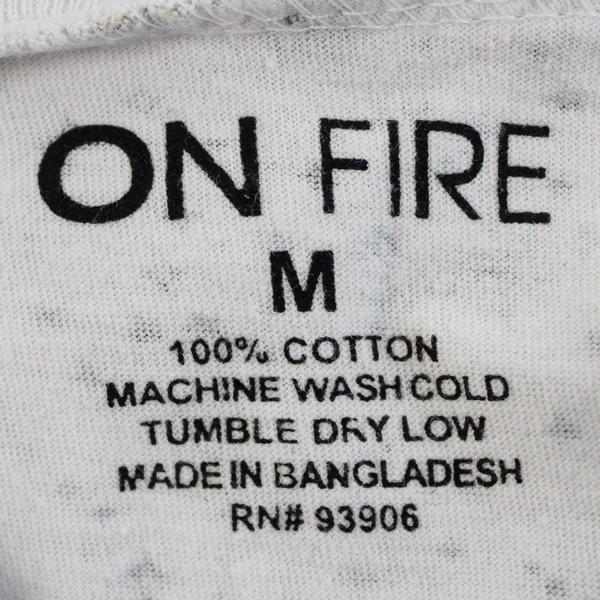 ON FIRE
M
100% COTTON
MACHINE WASH COLD
TUMBLE DRY LOW
MADE IN BANGLADESH
RN# 93906